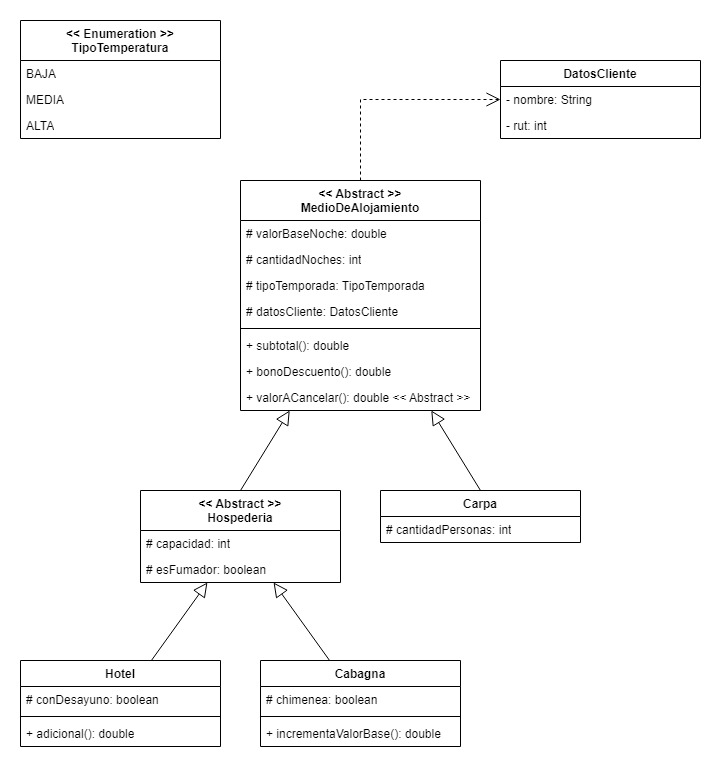 << Enumeration >>
TipoTemperatura
BAJA
MEDIA
ALTA
DatosCliente
- nombre: String
- rut: int
<< Abstract >>
MedioDeAlojamiento
# valorBaseNoche: double
# cantidadNoches: int
# tipoTemporada: TipoTemporada
# datosCliente: DatosCliente
+ subtotal(): double
+ bonoDescuento(): double
+ valorACancelar(): double << Abstract >>
<< Abstract >>
Hospederia
# capacidad: int
# esFumador: boolean
Carpa
# cantidadPersonas: int
Hotel
# conDesayuno: boolean
+ adicional(): double
Cabagna
# chimenea: boolean
+ incrementaValorBase(): double